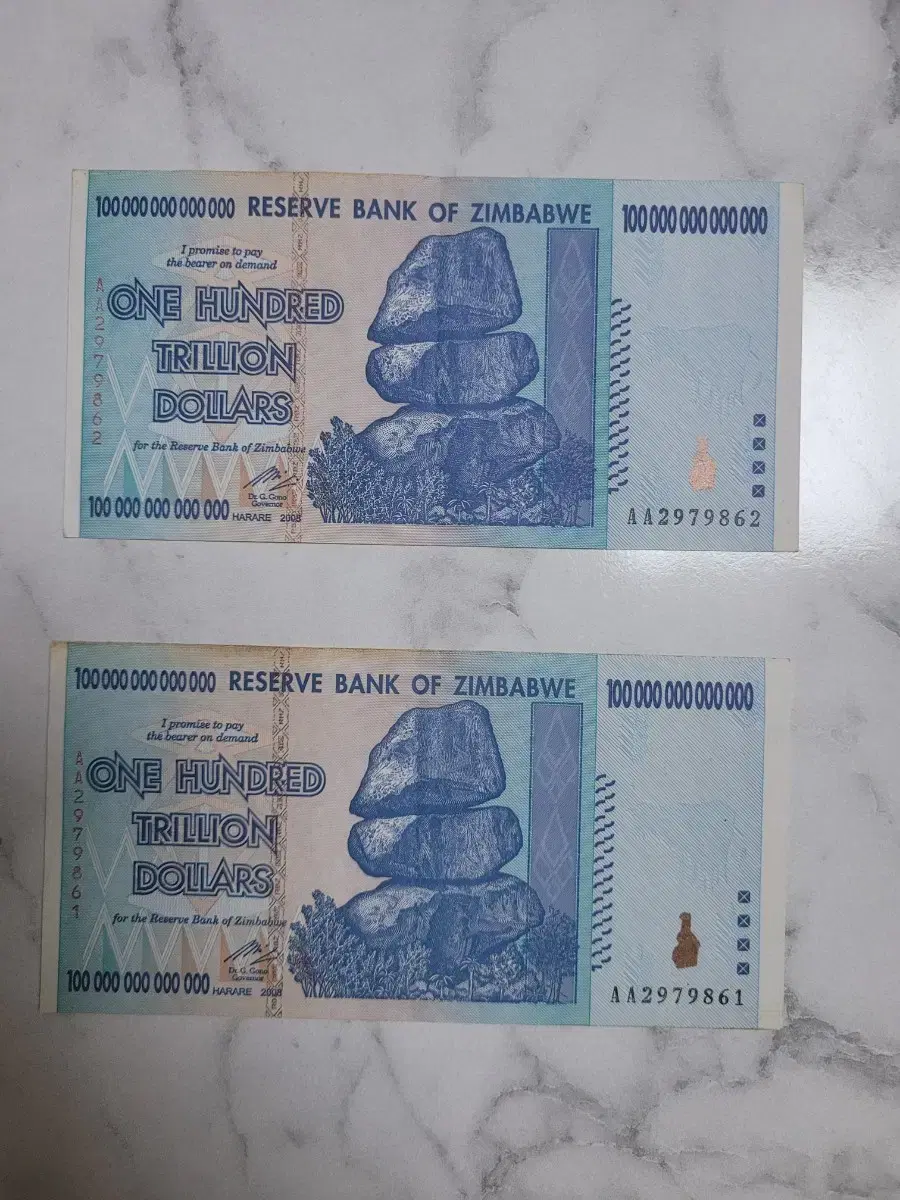 100 000 000 000 000 RESERVE BANK OF ZIMBABWE 100 000 000 000 000
I promise to pay
the bearer on demand
AA2979862
ONE HUNDRED
TRILLION
DOLLARS
for the Reserve Bank of Zimbabwe
Dr. G. Gono
Governor
100 000 000 000 000 HARARE 2008
AA2979862
100 000 000 000 000 RESERVE BANK OF ZIMBABWE 100 000 000 000 000
I promise to pay
the bearer on demand
AA2979861
ONE HUNDRED
TRILLION
DOLLARS
for the Reserve Bank of Zimbabwe
Dr. G. Gono
Governor
100 000 000 000 000 HARARE 2008
AA2979861